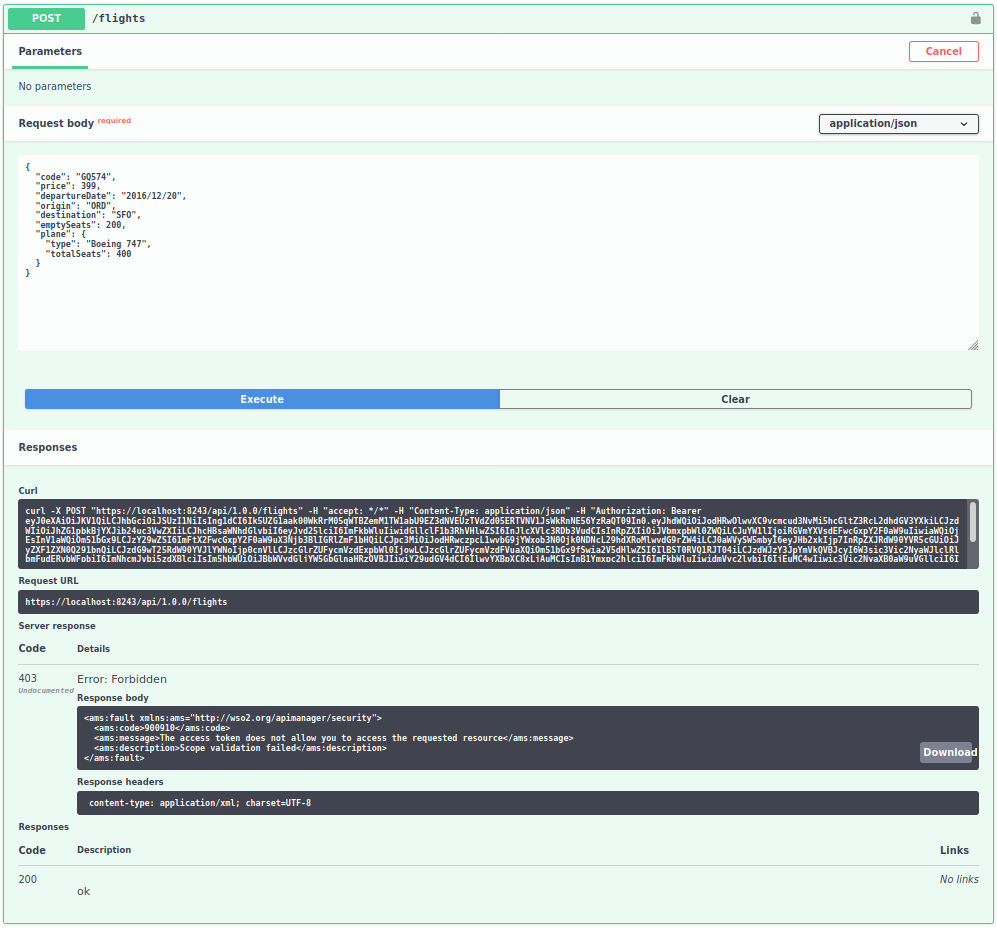 POST /flights
Parameters
Cancel
No parameters
Request body required
application/json
{
"code": "GQ574",
"price": 399,
"departureDate": "2016/12/20",
"origin": "ORD",
"destination": "SFO",
"emptySeats": 200,
"plane": {
"type": "Boeing 747",
"totalSeats": 400
}
}
Execute
Clear
Responses
Curl
curl -X POST "https://localhost:8243/api/1.0.0/flights" -H "accept: */*" -H "Content-Type: application/json" -H "Authorization: Bearer
Request URL
https://localhost:8243/api/1.0.0/flights
Server response
Code Details
403 Error: Forbidden
Undocumented
Response body
<ams:fault xmlns:ams="http://wso2.org/apimanager/security">
<ams:code>900910</ams:code>
<ams:message>The access token does not allow you to access the requested resource</ams:message>
<ams:description>Scope validation failed</ams:description>
</ams:fault>
Download
Response headers
content-type: application/xml; charset=UTF-8
Responses
Code Description Links
200 No links
ok